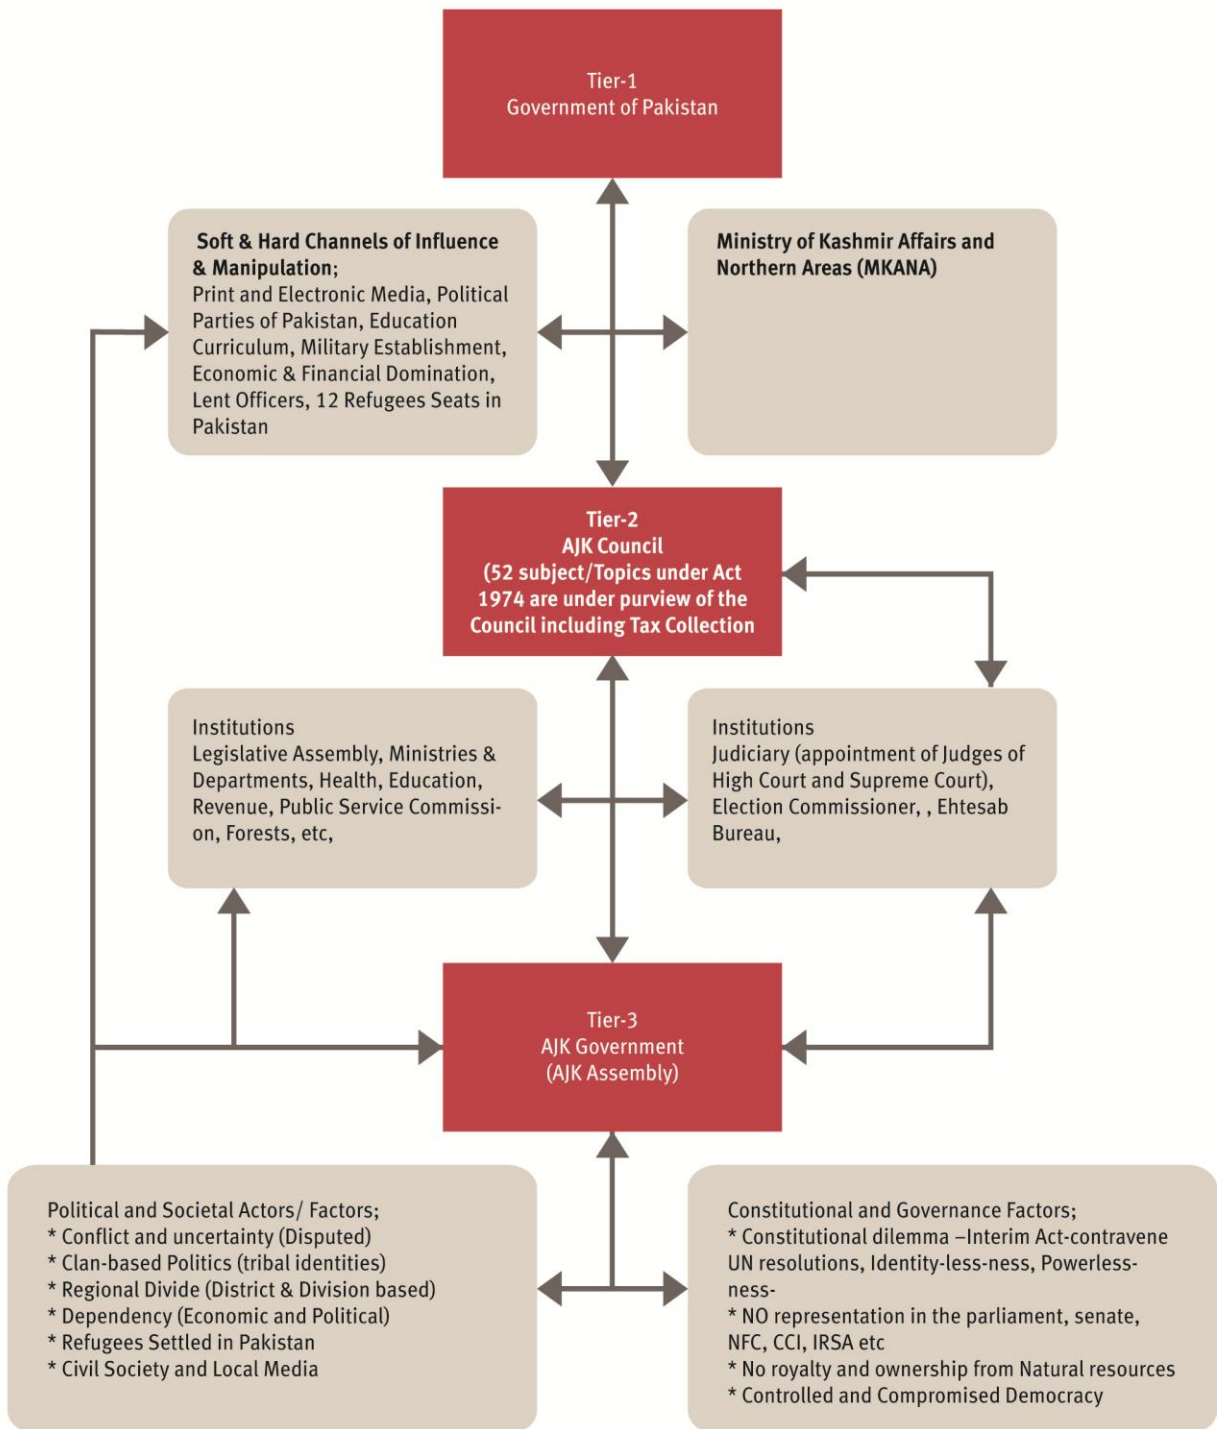 Tier-1
Government of Pakistan
Soft & Hard Channels of Influence
& Manipulation;
Print and Electronic Media, Political
Parties of Pakistan, Education
Curriculum, Military Establishment,
Economic & Financial Domination,
Lent Officers, 12 Refugees Seats in
Pakistan
Ministry of Kashmir Affairs and
Northern Areas (MKANA)
Tier-2
AJK Council
(52 subject/Topics under Act
1974 are under purview of the
Council including Tax Collection
Institutions
Legislative Assembly, Ministries &
Departments, Health, Education,
Revenue, Public Service Commissi-
on, Forests, etc,
Institutions
Judiciary (appointment of Judges of
High Court and Supreme Court),
Election Commissioner, , Ehtesab
Bureau,
Tier-3
AJK Government
(AJK Assembly)
Political and Societal Actors/ Factors;
* Conflict and uncertainty (Disputed)
* Clan-based Politics (tribal identities)
* Regional Divide (District & Division based)
* Dependency (Economic and Political)
* Refugees Settled in Pakistan
* Civil Society and Local Media
Constitutional and Governance Factors;
* Constitutional dilemma –Interim Act-contravene
UN resolutions, Identity-less-ness, Powerless-
ness-
* NO representation in the parliament, senate,
NFC, CCI, IRSA etc
* No royalty and ownership from Natural resources
* Controlled and Compromised Democracy